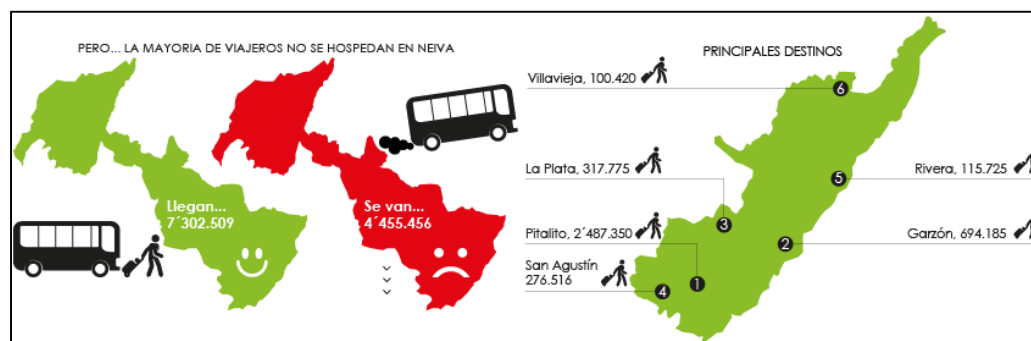 PERO... LA MAYORIA DE VIAJEROS NO SE HOSPEDAN EN NEIVA
Llegan...
7´302.509
Se van...
4´455.456
PRINCIPALES DESTINOS
Villavieja, 100.420
6
La Plata, 317.775
5
Rivera, 115.725
3
Pitalito, 2´487.350
2
Garzón, 694.185
San Agustín
276.516
4
1